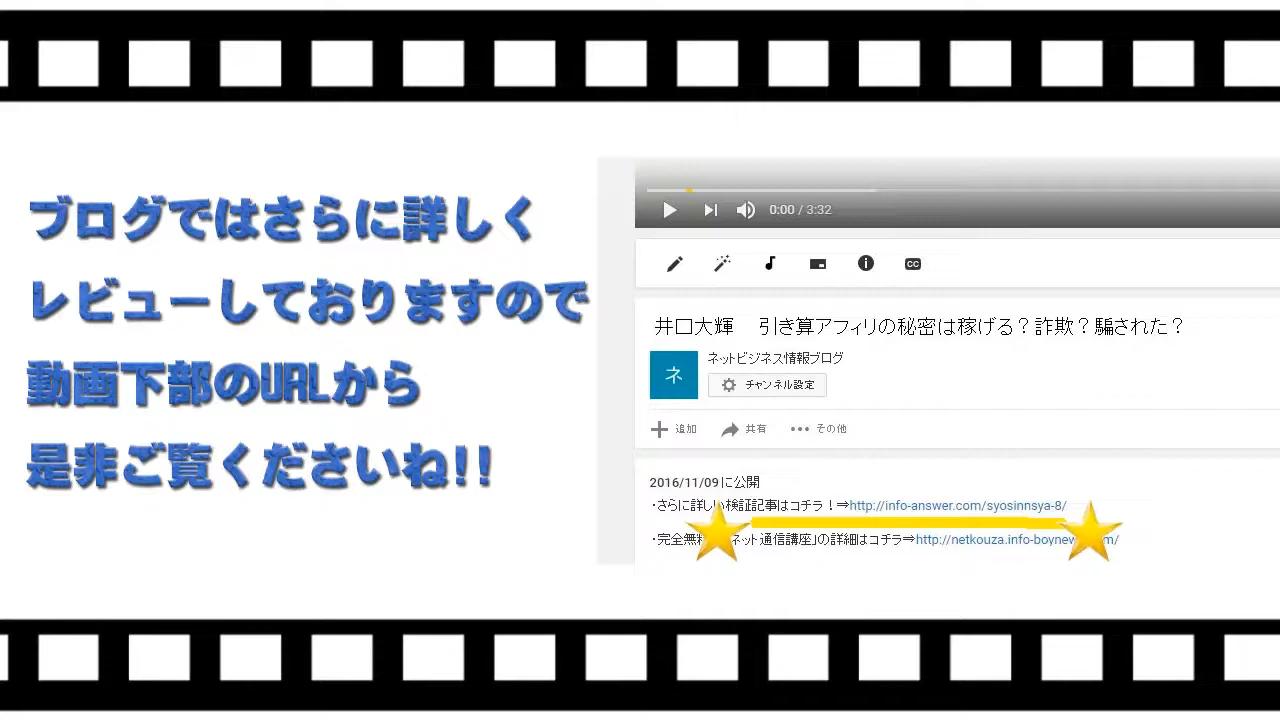 ブログではさらに詳しく
レビューしておりますので
動画下部のURLから
是非ご覧くださいね!!
0:00 / 3:32
CC
井口大輝 引き算アフィリの秘密は稼げる？詐欺？騙された？
ネ
ネットビジネス情報ブログ
チャンネル設定
追加 共有 その他
2016/11/09 に公開
・さらに詳しい検証記事はコチラ！⇒http://info-answer.com/syosinnsya-8/
・完全無 ネット通信講座」の詳細はコチラ⇒http://netkouza.info-boynew m/